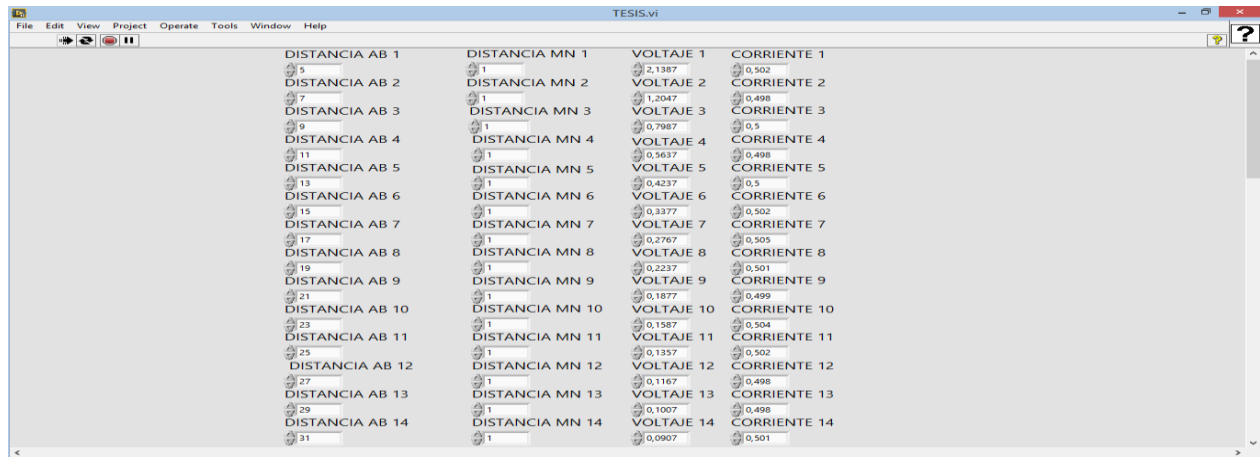 TESIS.vi
File Edit View Project Operate Tools Window Help
?
?
DISTANCIA AB 1 DISTANCIA MN 1 VOLTAJE 1 CORRIENTE 1
5 1 2,1387 0,502
DISTANCIA AB 2 DISTANCIA MN 2 VOLTAJE 2 CORRIENTE 2
7 1 1,2047 0,498
DISTANCIA AB 3 DISTANCIA MN 3 VOLTAJE 3 CORRIENTE 3
9 1 0,7987 0,5
DISTANCIA AB 4 DISTANCIA MN 4 VOLTAJE 4 CORRIENTE 4
11 1 0,5637 0,498
DISTANCIA AB 5 DISTANCIA MN 5 VOLTAJE 5 CORRIENTE 5
13 1 0,4237 0,5
DISTANCIA AB 6 DISTANCIA MN 6 VOLTAJE 6 CORRIENTE 6
15 1 0,3377 0,502
DISTANCIA AB 7 DISTANCIA MN 7 VOLTAJE 7 CORRIENTE 7
17 1 0,2767 0,505
DISTANCIA AB 8 DISTANCIA MN 8 VOLTAJE 8 CORRIENTE 8
19 1 0,2237 0,501
DISTANCIA AB 9 DISTANCIA MN 9 VOLTAJE 9 CORRIENTE 9
21 1 0,1877 0,499
DISTANCIA AB 10 DISTANCIA MN 10 VOLTAJE 10 CORRIENTE 10
23 1 0,1587 0,504
DISTANCIA AB 11 DISTANCIA MN 11 VOLTAJE 11 CORRIENTE 11
25 1 0,1357 0,502
DISTANCIA AB 12 DISTANCIA MN 12 VOLTAJE 12 CORRIENTE 12
27 1 0,1167 0,498
DISTANCIA AB 13 DISTANCIA MN 13 VOLTAJE 13 CORRIENTE 13
29 1 0,1007 0,498
DISTANCIA AB 14 DISTANCIA MN 14 VOLTAJE 14 CORRIENTE 14
31 1 0,0907 0,501